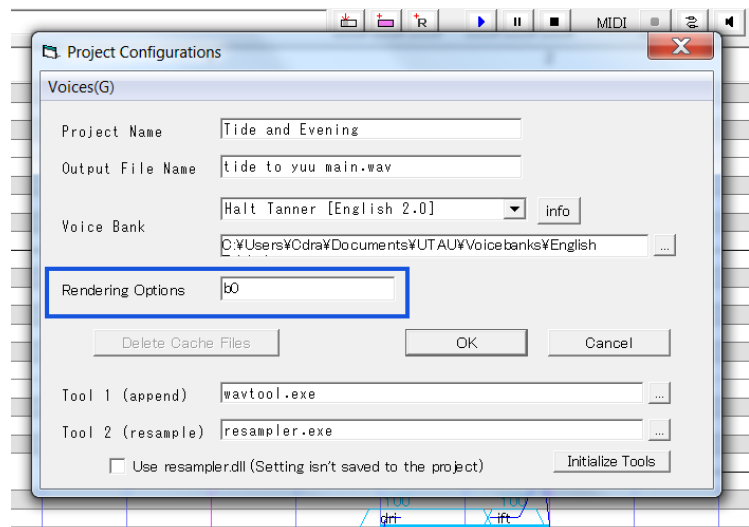 R
MIDI
Project Configurations
Voices(G)
Project Name
Tide and Evening
Output File Name
tide to yuu main.wav
Voice Bank
Halt Tanner [English 2.0]
info
C:¥Users¥Cdra¥Documents¥UTAU¥Voicebanks¥English
...
Rendering Options
b0
Delete Cache Files
OK
Cancel
Tool 1 (append)
wavtool.exe
...
Tool 2 (resample)
resampler.exe
...
Use resampler.dll (Setting isn't saved to the project)
Initialize Tools
100
100
dri
ift